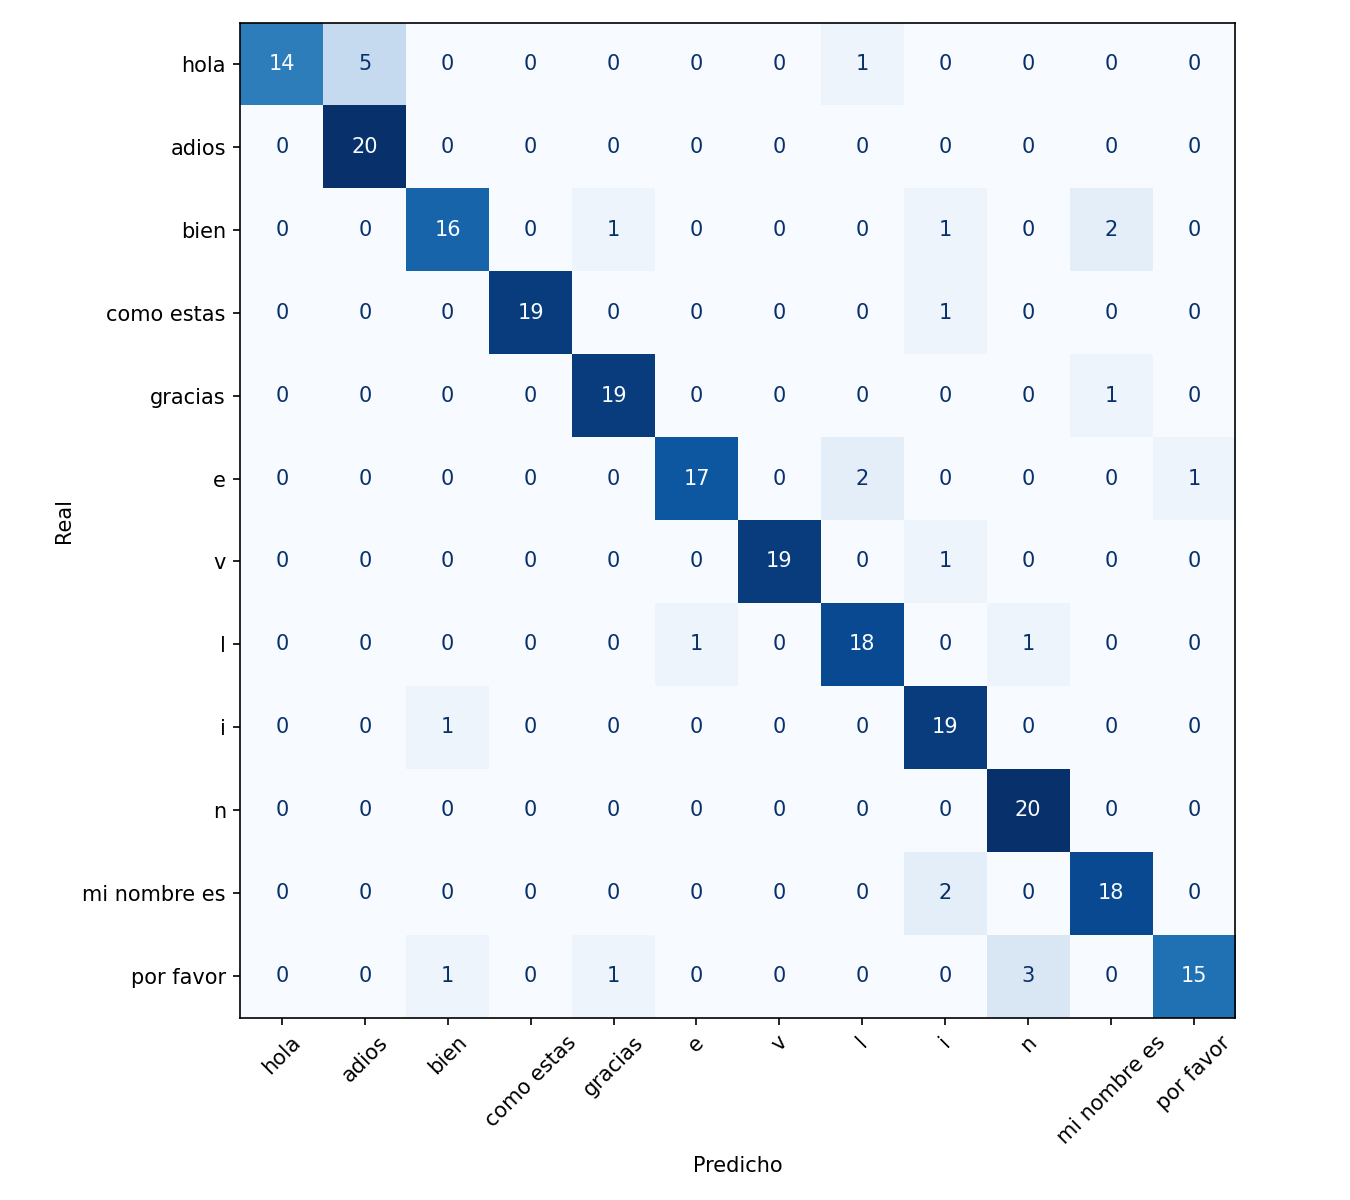 hola 14 5 0 0 0 0 0 1 0 0 0 0
adios 0 20 0 0 0 0 0 0 0 0 0 0
bien 0 0 16 0 1 0 0 0 1 0 2 0
como estas 0 0 0 19 0 0 0 0 1 0 0 0
gracias 0 0 0 0 19 0 0 0 0 0 1 0
e 0 0 0 0 0 17 0 2 0 0 0 1
v 0 0 0 0 0 0 19 0 1 0 0 0
l 0 0 0 0 0 1 0 18 0 1 0 0
i 0 0 1 0 0 0 0 0 19 0 0 0
n 0 0 0 0 0 0 0 0 0 20 0 0
mi nombre es 0 0 0 0 0 0 0 0 2 0 18 0
por favor 0 0 1 0 1 0 0 0 0 3 0 15
Real
hola adios bien como estas gracias e v l i n mi nombre es por favor
Predicho